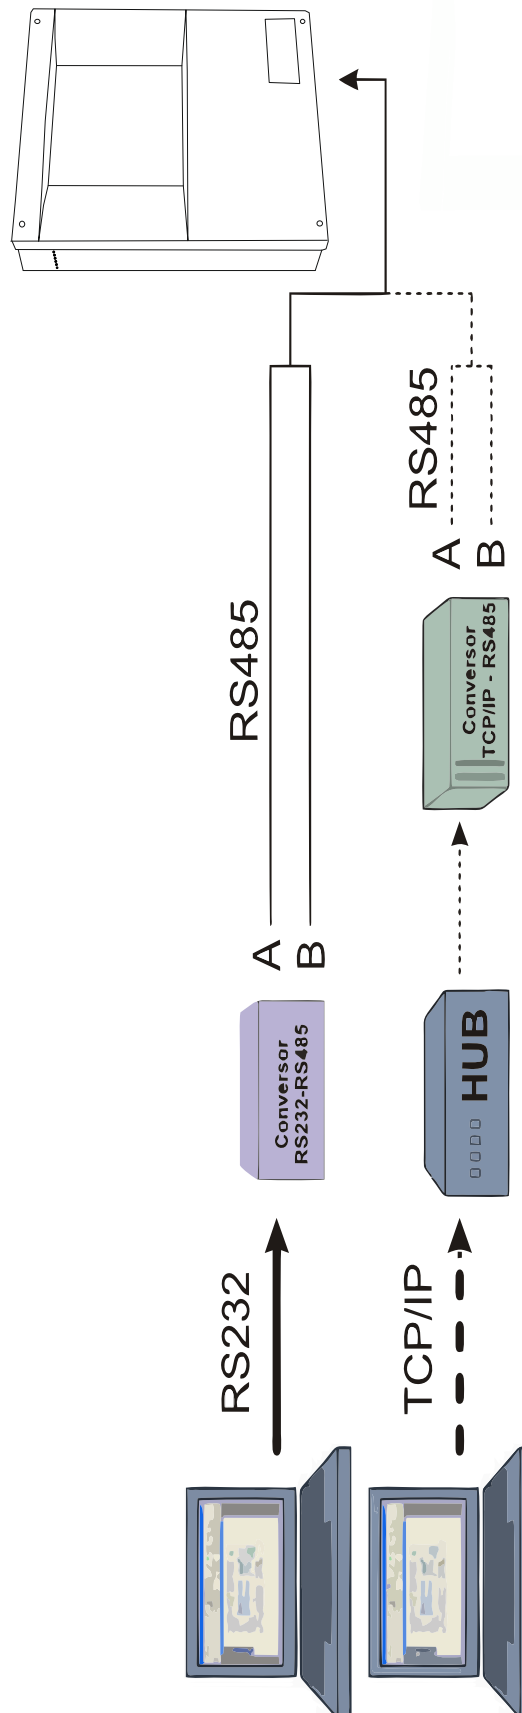 RS232
Conversor
RS232-RS485
A
B
RS485
TCP/IP
HUB
Conversor
TCP/IP - RS485
A
B
RS485